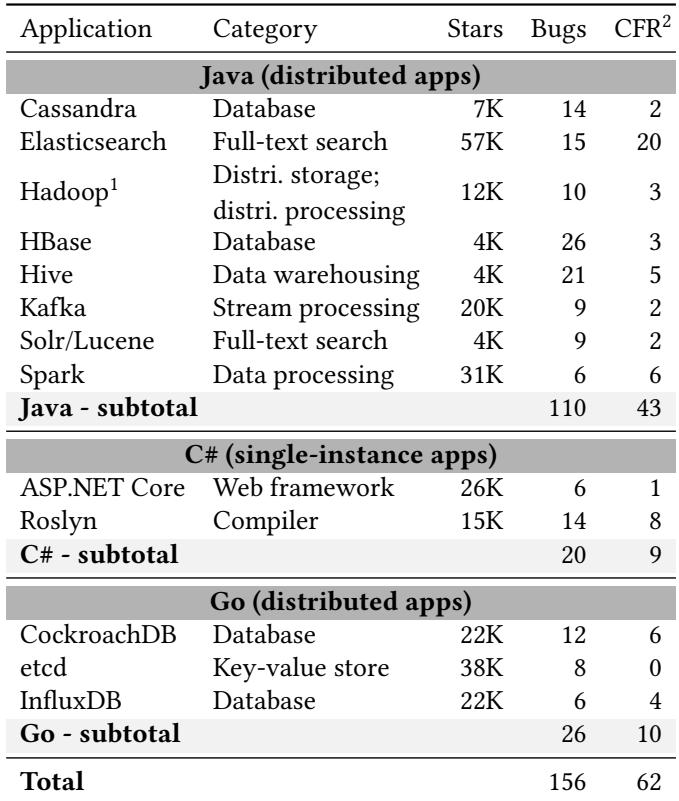 Application Category Stars Bugs CFR²
Java (distributed apps)
Cassandra Database 7K 14 2
Elasticsearch Full-text search 57K 15 20
Hadoop¹ Distri. storage; distri. processing 12K 10 3
HBase Database 4K 26 3
Hive Data warehousing 4K 21 5
Kafka Stream processing 20K 9 2
Solr/Lucene Full-text search 4K 9 2
Spark Data processing 31K 6 6
Java - subtotal 110 43
C# (single-instance apps)
ASP.NET Core Web framework 26K 6 1
Roslyn Compiler 15K 14 8
C# - subtotal 20 9
Go (distributed apps)
CockroachDB Database 22K 12 6
etcd Key-value store 38K 8 0
InfluxDB Database 22K 6 4
Go - subtotal 26 10
Total 156 62